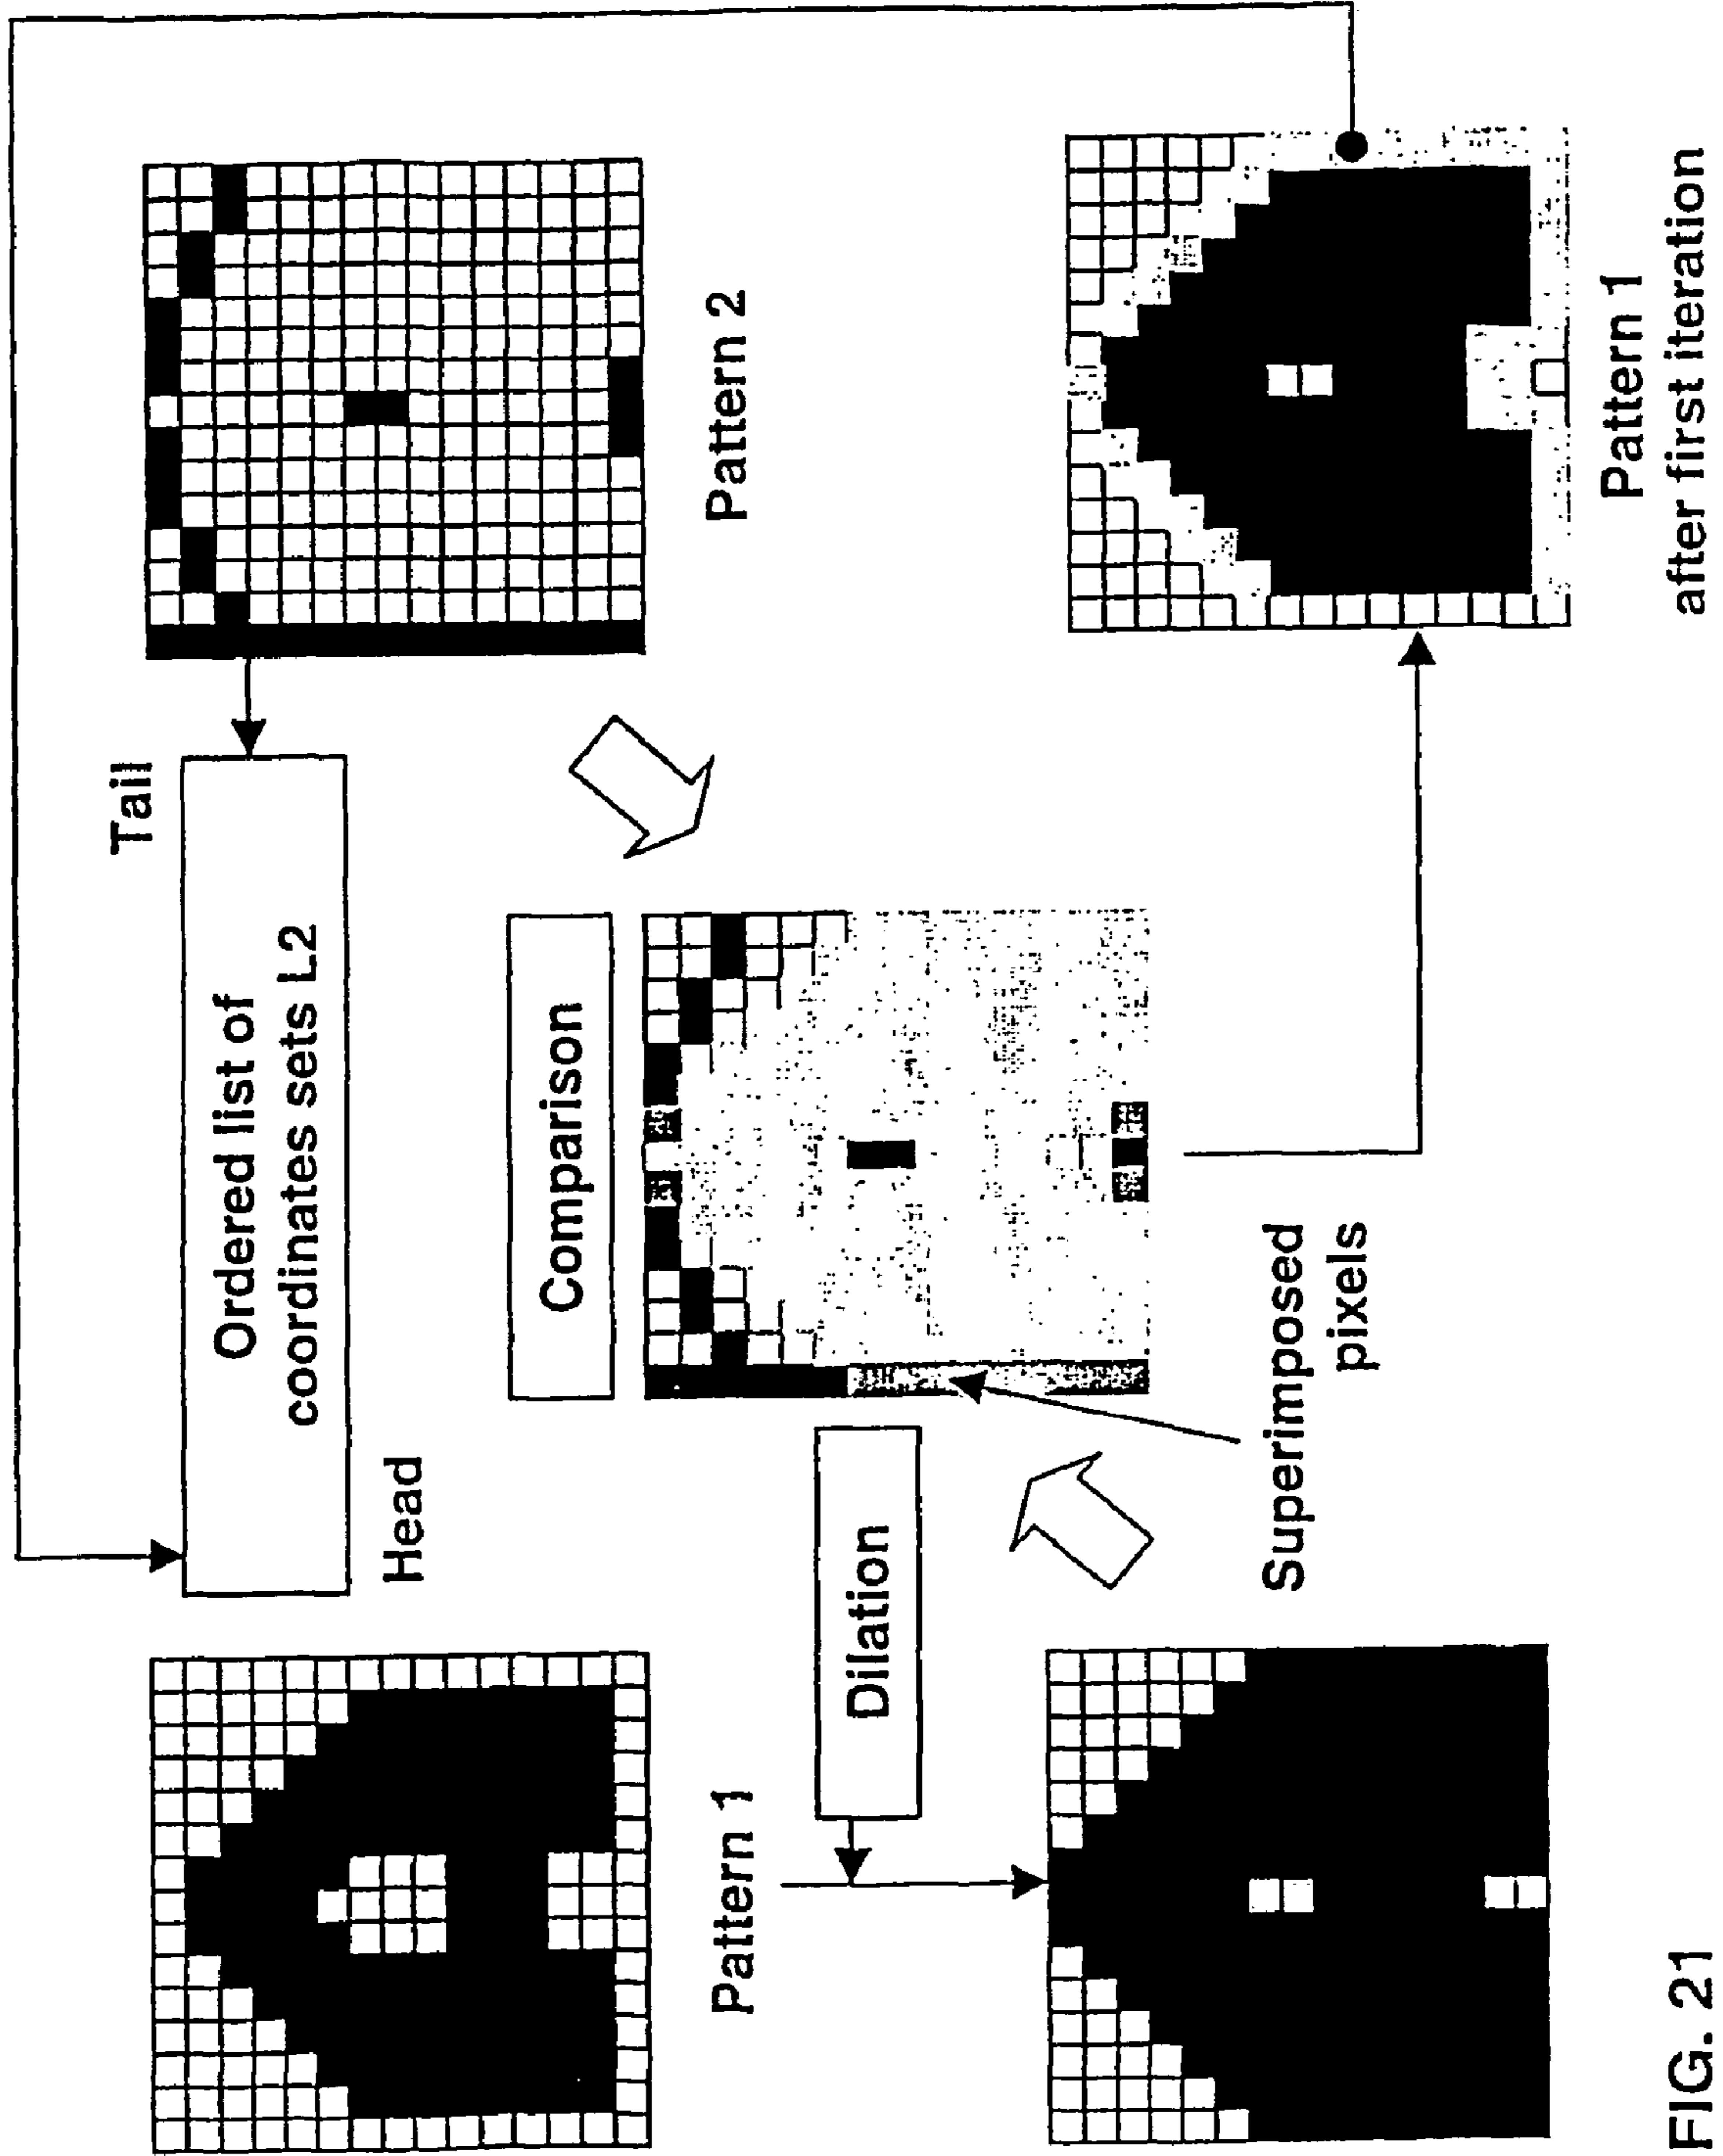 Pattern 1
Head
Ordered list of
coordinates sets L2
Tail
Pattern 2
Dilation
Comparison
Superimposed
pixels
Pattern 1
after first iteration
FIG. 21